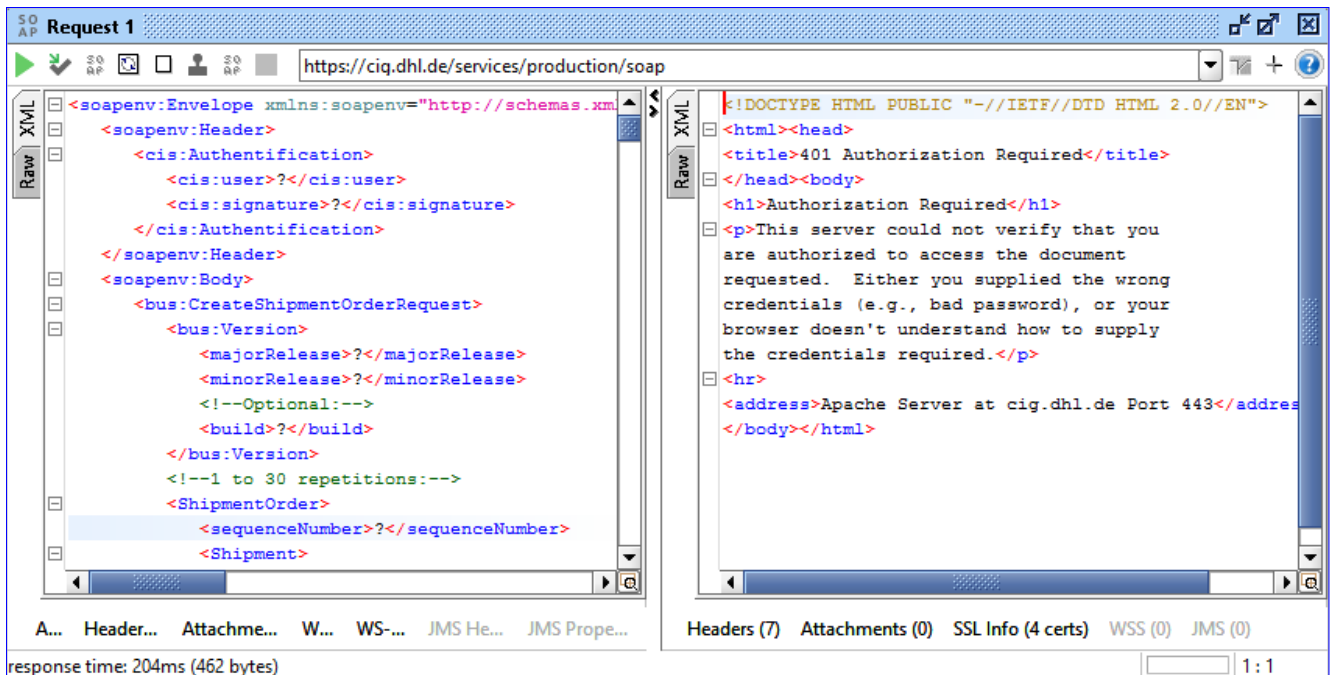 SOAP Request 1
SOAP
SOAP
https://cig.dhl.de/services/production/soap
XML
Raw
<soapenv:Envelope xmlns:soapenv="http://schemas.xml
<soapenv:Header>
<cis:Authentification>
<cis:user>?</cis:user>
<cis:signature>?</cis:signature>
</cis:Authentification>
</soapenv:Header>
<soapenv:Body>
<bus:CreateShipmentOrderRequest>
<bus:Version>
<majorRelease>?</majorRelease>
<minorRelease>?</minorRelease>
<!--Optional:-->
<build>?</build>
</bus:Version>
<!--1 to 30 repetitions:-->
<ShipmentOrder>
<sequenceNumber>?</sequenceNumber>
<Shipment>
A... Header... Attachme... W... WS-... JMS He... JMS Prope...
XML
Raw
<!DOCTYPE HTML PUBLIC "-//IETF//DTD HTML 2.0//EN">
<html><head>
<title>401 Authorization Required</title>
</head><body>
<h1>Authorization Required</h1>
<p>This server could not verify that you
are authorized to access the document
requested.  Either you supplied the wrong
credentials (e.g., bad password), or your
browser doesn't understand how to supply
the credentials required.</p>
<hr>
<address>Apache Server at cig.dhl.de Port 443</addres
</body></html>
Headers (7) Attachments (0) SSL Info (4 certs) WSS (0) JMS (0)
response time: 204ms (462 bytes)
1 : 1